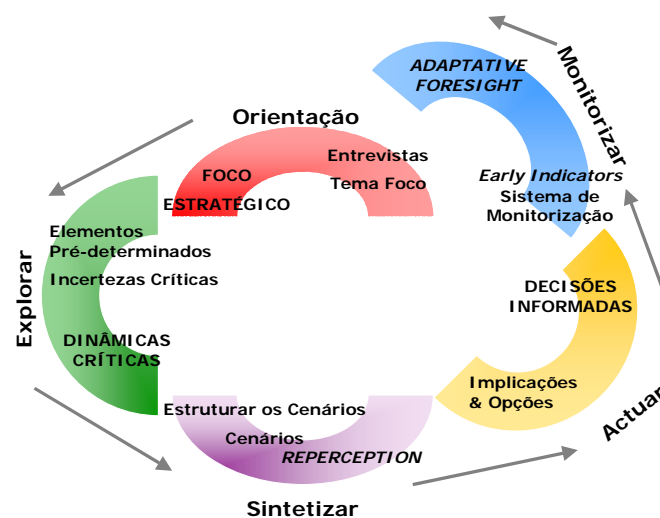 Orientação
Entrevistas
FOCO
Tema Foco
ESTRATÉGICO
Explorar
Elementos
Pré-determinados
Incertezas Críticas
DINÂMICAS
CRÍTICAS
Estruturar os Cenários
Cenários
REPERCEPTION
Sintetizar
Actuar
Implicações
& Opções
DECISÕES
INFORMADAS
Monitorizar
Early Indicators
Sistema de
Monitorização
ADAPTATIVE
FORESIGHT